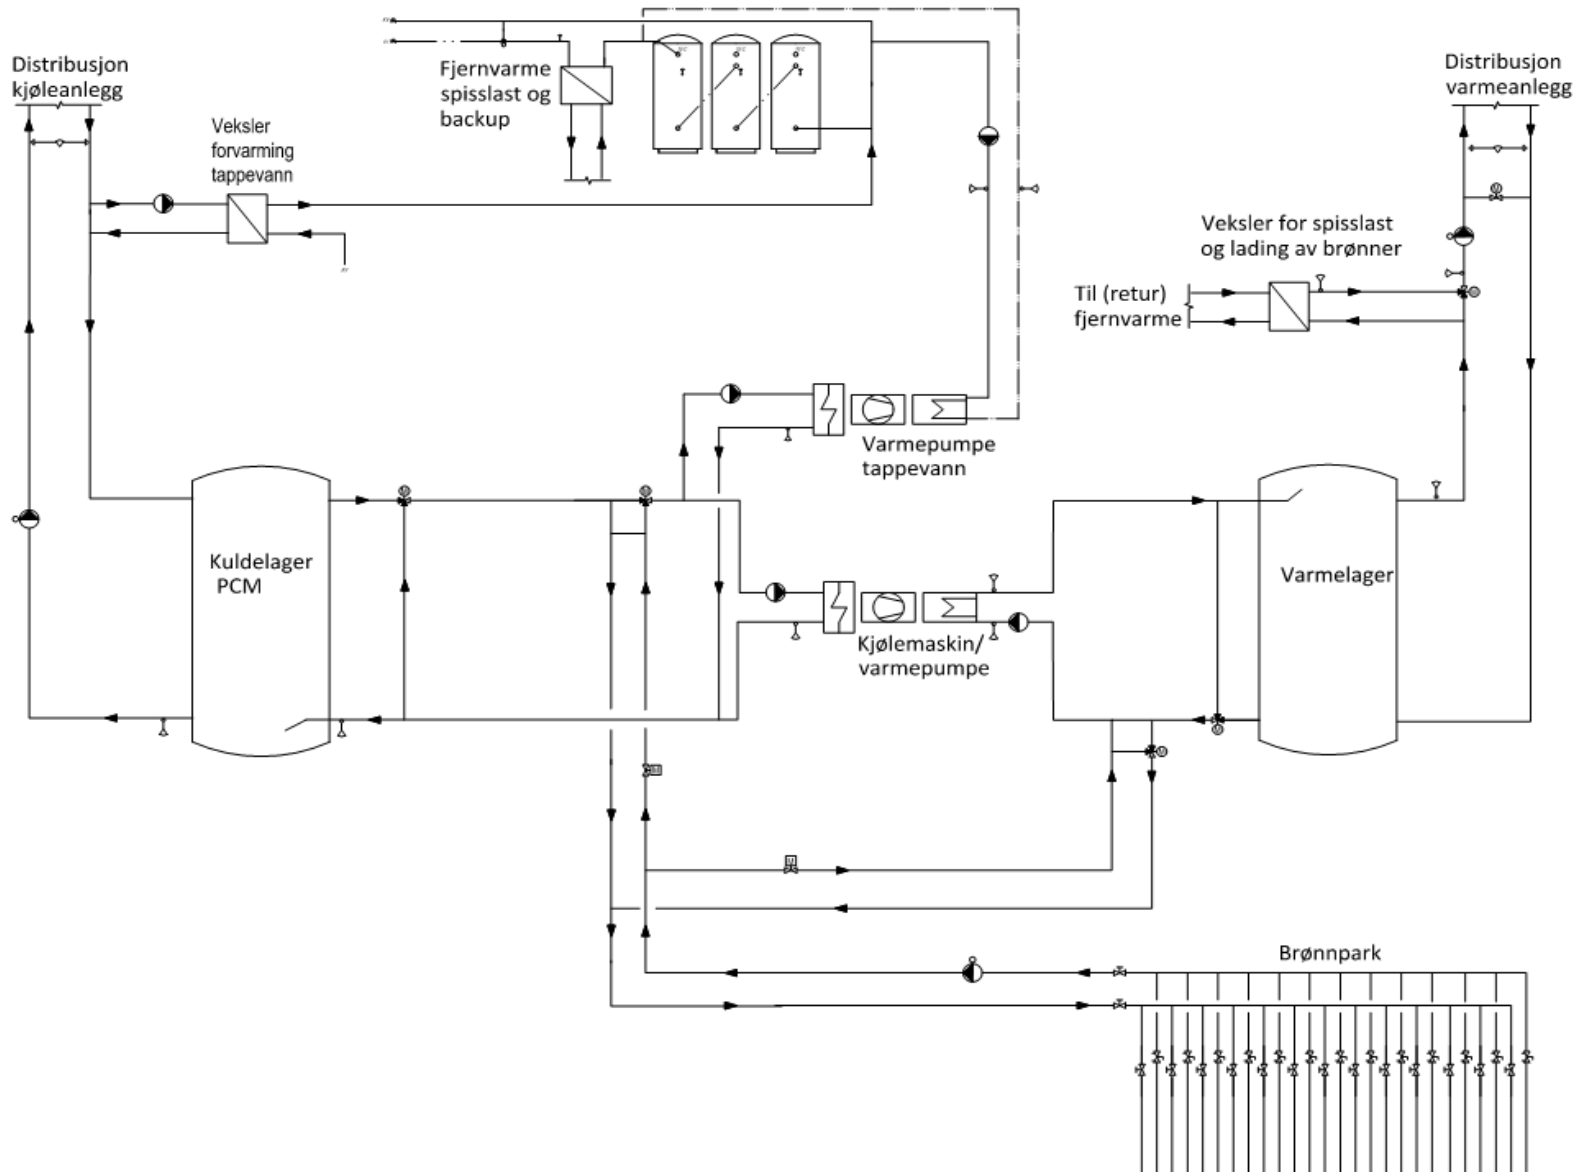 Distribusjon
kjøleanlegg
Fjernvarme
spisslast og
backup
Distribusjon
varmeanlegg
Veksler
forvarming
tappevann
Veksler for spisslast
og lading av brønner
Til (retur)
fjernvarme
Varmepumpe
tappevann
Kuldelager
PCM
Varmelager
Kjølemaskin/
varmepumpe
Brønnpark